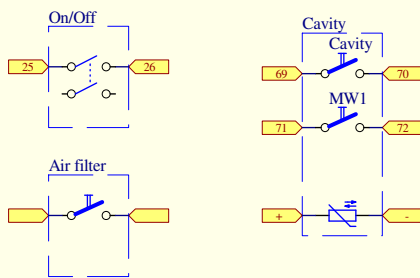 On/Off
25 26
Air filter
Cavity
Cavity
69 70
MW1
71 72
+ -